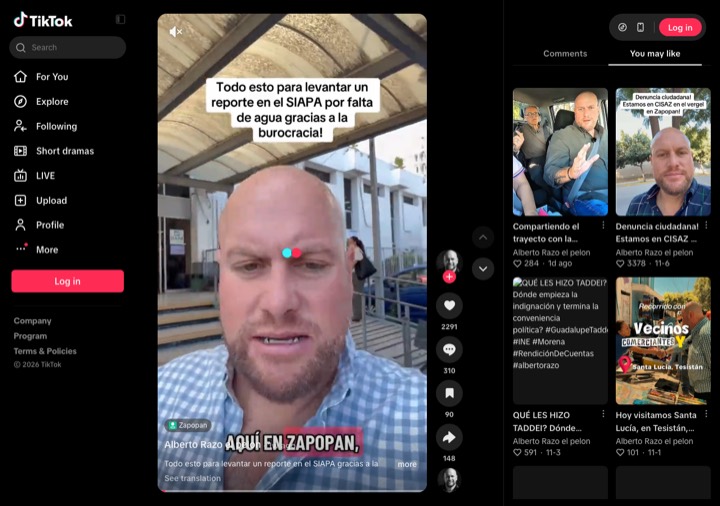 TikTok
Search
For You
Explore
Following
Short dramas
LIVE
Upload
Profile
More
Log in
Company
Program
Terms & Policies
© 2026 TikTok
Todo esto para levantar un
reporte en el SIAPA por falta
de agua gracias a la
burocracia!
Zapopan
Alberto Razo
AQUÍ EN ZAPOPAN,
Todo esto para levantar un reporte en el SIAPA gracias a la
more
See translation
2291
310
90
148
Log in
Comments
You may like
Compartiendo el
trayecto con la...
Alberto Razo el pelon
284 · 1d ago
Denuncia ciudadana!
Estamos en CISAZ en el vergel
en Zapopan!
Denuncia ciudadana!
Estamos en CISAZ ...
Alberto Razo el pelon
3378 · 11-6
¿QUÉ LES HIZO TADDEI?
Dónde empieza la
indignación y termina la
conveniencia
política? #GuadalupeTadde
#INE #Morena
#RendiciónDeCuentas
#albertorazo
QUÉ LES HIZO
TADDEI? Dónde...
Alberto Razo el pelon
591 · 11-3
Recorrido con
Vecinos
COMERCIANTES Y
Santa Lucía, Tesistán
Hoy visitamos Santa
Lucía, en Tesistán,...
Alberto Razo el pelon
101 · 11-1